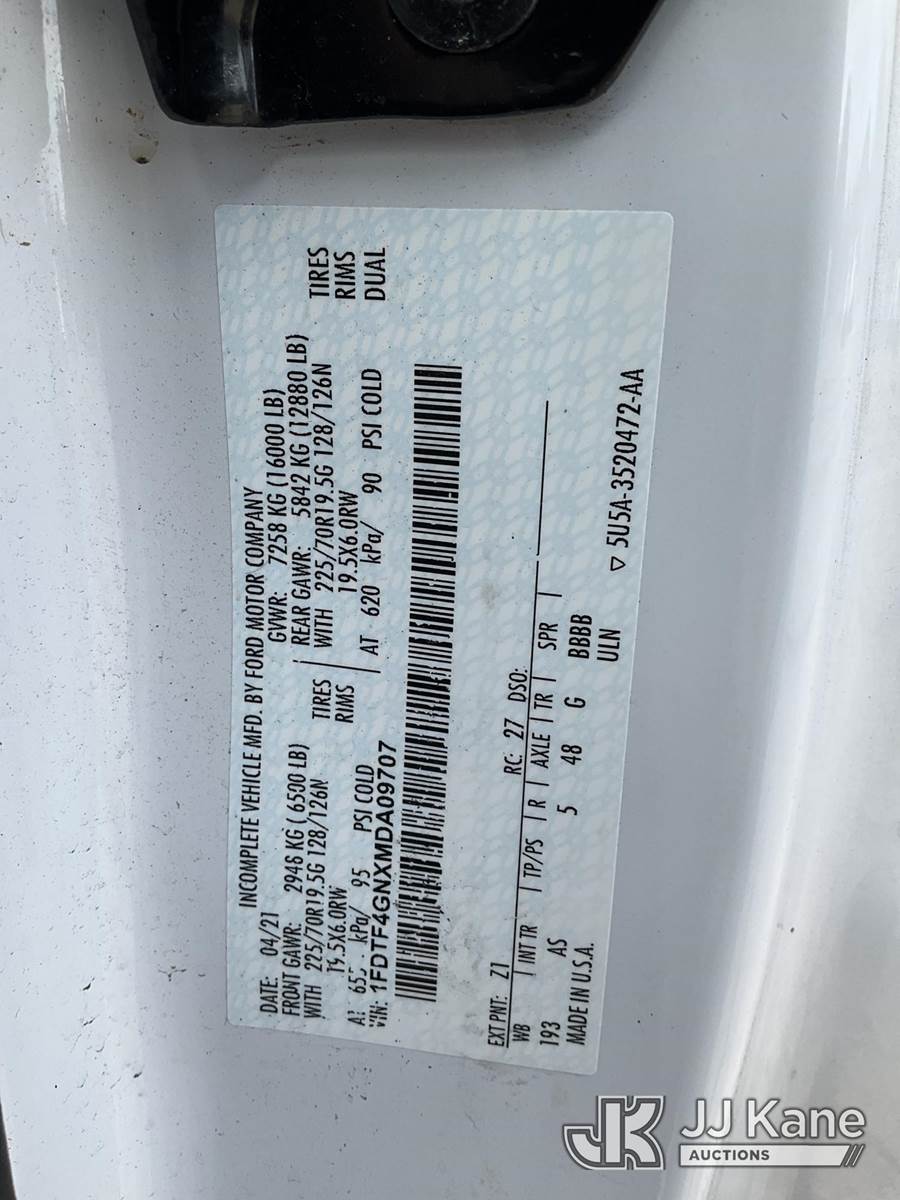 INCOMPLETE VEHICLE MFD. BY FORD MOTOR COMPANY
DATE: 04/21 GVWR: 7258 KG (16000 LB)
FRONT GAWR: 2948 KG ( 6500 LB) REAR GAWR: 5842 KG (12880 LB)
WITH 225/70R19.5G 128/126N TIRES WITH 225/70R19.5G 128/126N TIRES
19.5X6.0RW RIMS 19.5X6.0RW RIMS
kPa/ 95 PSI COLD AT 620 kPa/ 90 PSI COLD DUAL
VIN: 1FDTF4GNXMDA09707
EXT PNT: Z1 RC: 27 DSO:
WB INT TR TP/PS R AXLE TR SPR
193 AS 5 48 G BBBB
MADE IN U.S.A. ULN
▽ 5U5A-3520472-AA
JK JJ Kane
AUCTIONS